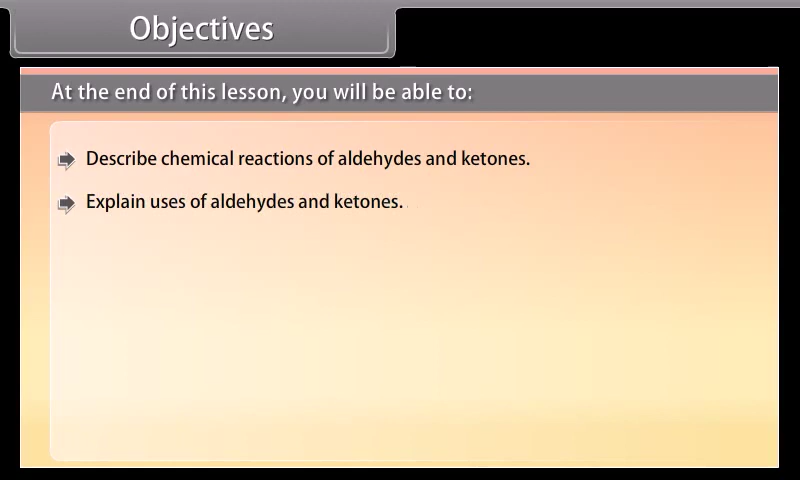 Objectives
At the end of this lesson, you will be able to:
Describe chemical reactions of aldehydes and ketones.
Explain uses of aldehydes and ketones.